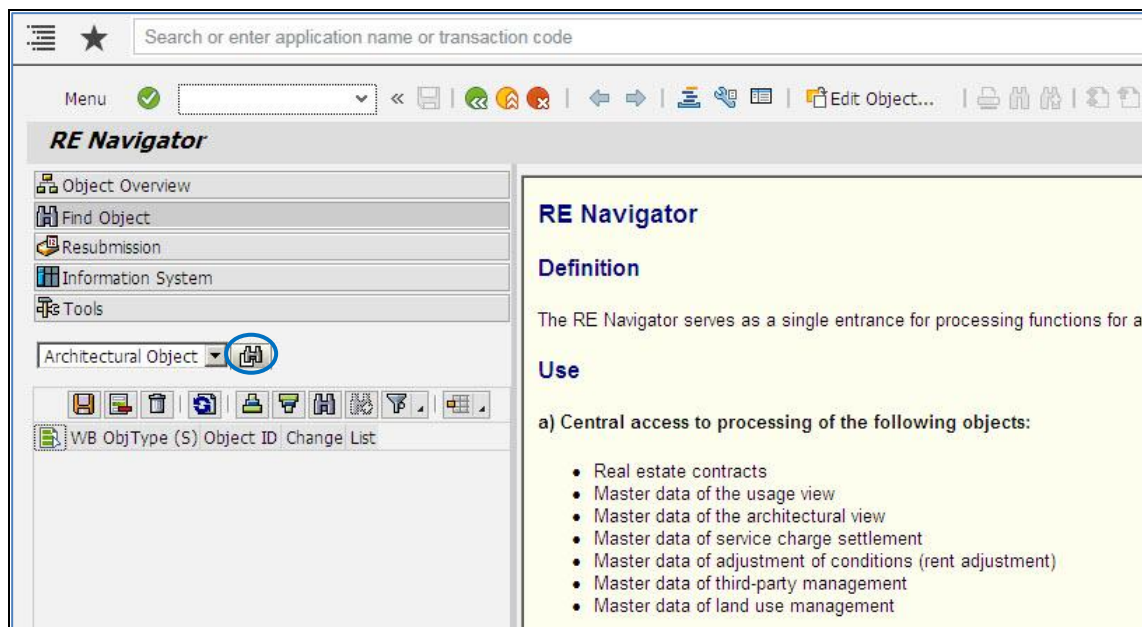 Search or enter application name or transaction code
Menu
Edit Object...
RE Navigator
Object Overview
Find Object
Resubmission
Information System
Tools
Architectural Object
WB ObjType (S) Object ID Change List
RE Navigator
Definition
The RE Navigator serves as a single entrance for processing functions for a
Use
a) Central access to processing of the following objects:
• Real estate contracts
• Master data of the usage view
• Master data of the architectural view
• Master data of service charge settlement
• Master data of adjustment of conditions (rent adjustment)
• Master data of third-party management
• Master data of land use management